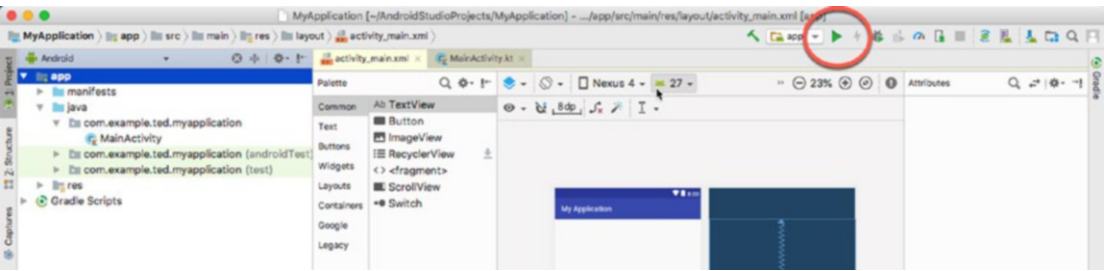 MyApplication [~/AndroidStudioProjects/MyApplication] - .../app/src/main/res/layout/activity_main.xml [app]
MyApplication app src main res layout activity_main.xml app
Android activity_main.xml MainActivity.kt
1: Project
2: Structure
Captures
Gradle
app
manifests
java
com.example.ted.myapplication
MainActivity
com.example.ted.myapplication (androidTest)
com.example.ted.myapplication (test)
res
Gradle Scripts
Palette
Common
Text
Buttons
Widgets
Layouts
Containers
Google
Legacy
Ab TextView
Button
ImageView
RecyclerView
<> <fragment>
ScrollView
Switch
Nexus 4 27 23% Attributes
8dp
My Application